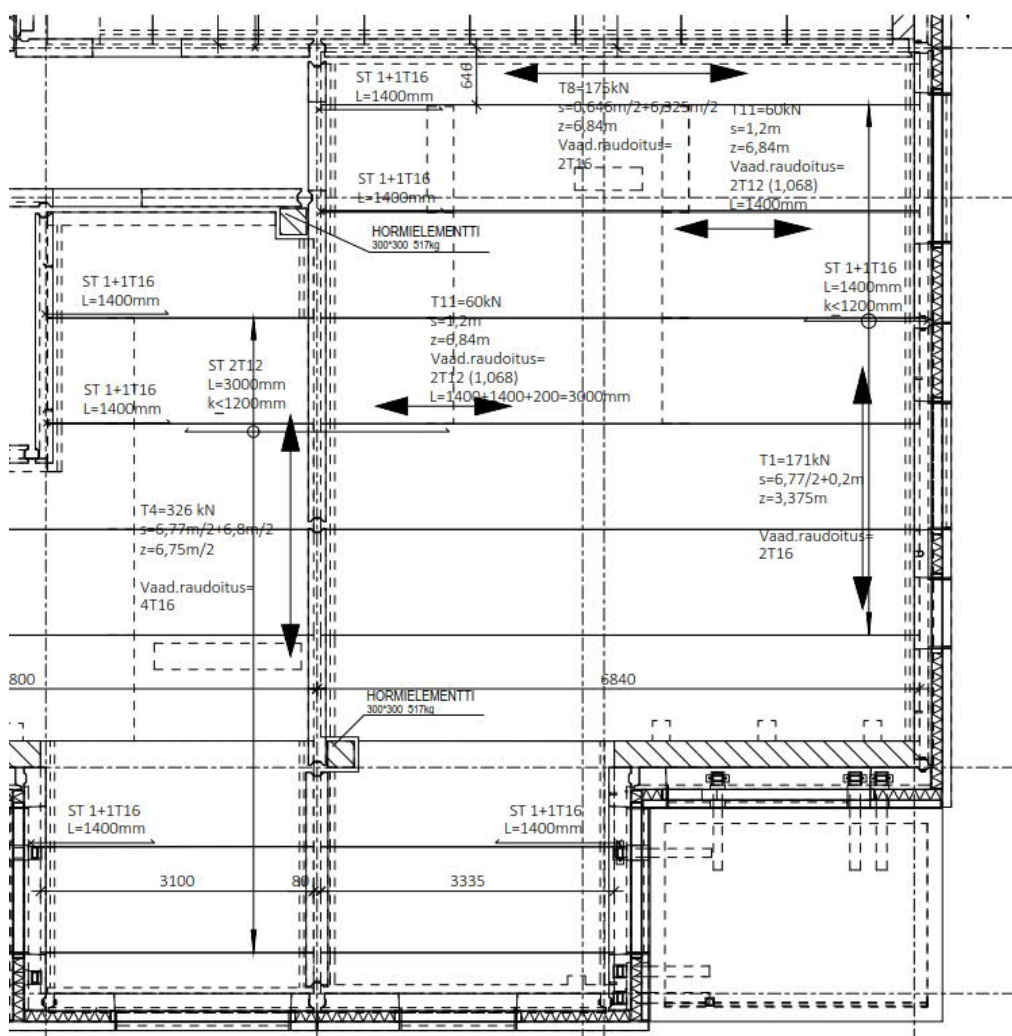 ST 1+1T16
L=1400mm
646
T8=175kN
s=0,646m/2+6,325m/2
z=6,84m
Vaad.raudoitus=
2T16
T11=60kN
s=1,2m
z=6,84m
Vaad.raudoitus=
2T12 (1,068)
L=1400mm
ST 1+1T16
L=1400mm
HORMIELEMENTTI
300*300 517kg
ST 1+1T16
L=1400mm
ST 1+1T16
L=1400mm
k<1200mm
T11=60kN
s=1,2m
z=6,84m
Vaad.raudoitus=
2T12 (1,068)
L=1400+1400+200=3000mm
ST 2T12
L=3000mm
k<1200mm
ST 1+1T16
L=1400mm
T4=326 kN
s=6,77m/2+6,8m/2
z=6,75m/2
Vaad.raudoitus=
4T16
T1=171kN
s=6,77/2+0,2m
z=3,375m
Vaad.raudoitus=
2T16
800
6840
HORMIELEMENTTI
300*300 517kg
ST 1+1T16
L=1400mm
ST 1+1T16
L=1400mm
3100
80
3335